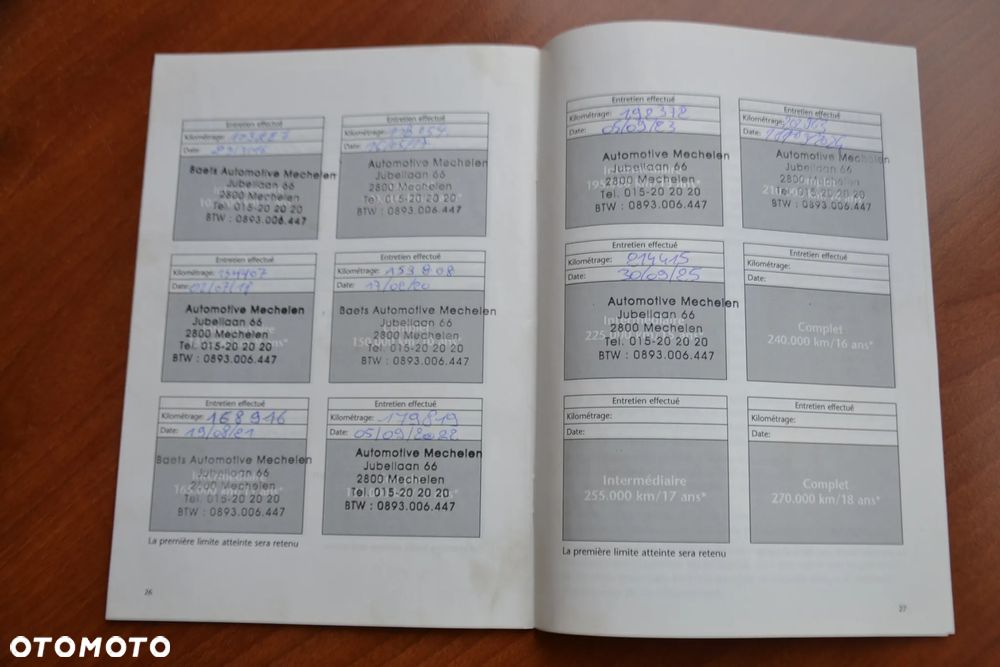 Entretien effectué
Kilométrage:
Date:
Baets Automotive Mechelen
Jubellaan 66
2800 Mechelen
Tel. 015-20 20 20
BTW : 0893.006.447
Entretien effectué
Kilométrage:
Date:
Automotive Mechelen
Jubellaan 66
2800 Mechelen
Tel. 015-20 20 20
BTW : 0893.006.447
Entretien effectué
Kilométrage:
Date:
Automotive Mechelen
Jubellaan 66
2800 Mechelen
Tel. 015-20 20 20
BTW : 0893.006.447
Entretien effectué
Kilométrage: 153808
Date: 17/02/20
Baets Automotive Mechelen
Jubellaan 66
2800 Mechelen
Tel. 015-20 20 20
BTW : 0893.006.447
Entretien effectué
Kilométrage: 168916
Date: 19/08/21
Baets Automotive Mechelen
Jubellaan 66
2800 Mechelen
Tel. 015-20 20 20
BTW : 0893.006.447
Entretien effectué
Kilométrage: 179819
Date: 05/09/2022
Automotive Mechelen
Jubellaan 66
2800 Mechelen
Tel. 015-20 20 20
BTW : 0893.006.447
La première limite atteinte sera retenu
26
Entretien effectué
Kilométrage: 198312
Date: 05/09/23
Automotive Mechelen
Jubellaan 66
2800 Mechelen
Tel. 015-20 20 20
BTW : 0893.006.447
Entretien effectué
Kilométrage:
Date:
Automotive Mechelen
Jubellaan 66
2800 Mechelen
Tel. 015-20 20 20
BTW : 0893.006.447
Entretien effectué
Kilométrage: 214415
Date: 30/09/25
Automotive Mechelen
Jubellaan 66
2800 Mechelen
Tel. 015-20 20 20
BTW : 0893.006.447
Entretien effectué
Kilométrage:
Date:
Complet
240.000 km/16 ans*
Entretien effectué
Kilométrage:
Date:
Intermédiaire
255.000 km/17 ans*
Entretien effectué
Kilométrage:
Date:
Complet
270.000 km/18 ans*
La première limite atteinte sera retenu
27
OTOMOTO